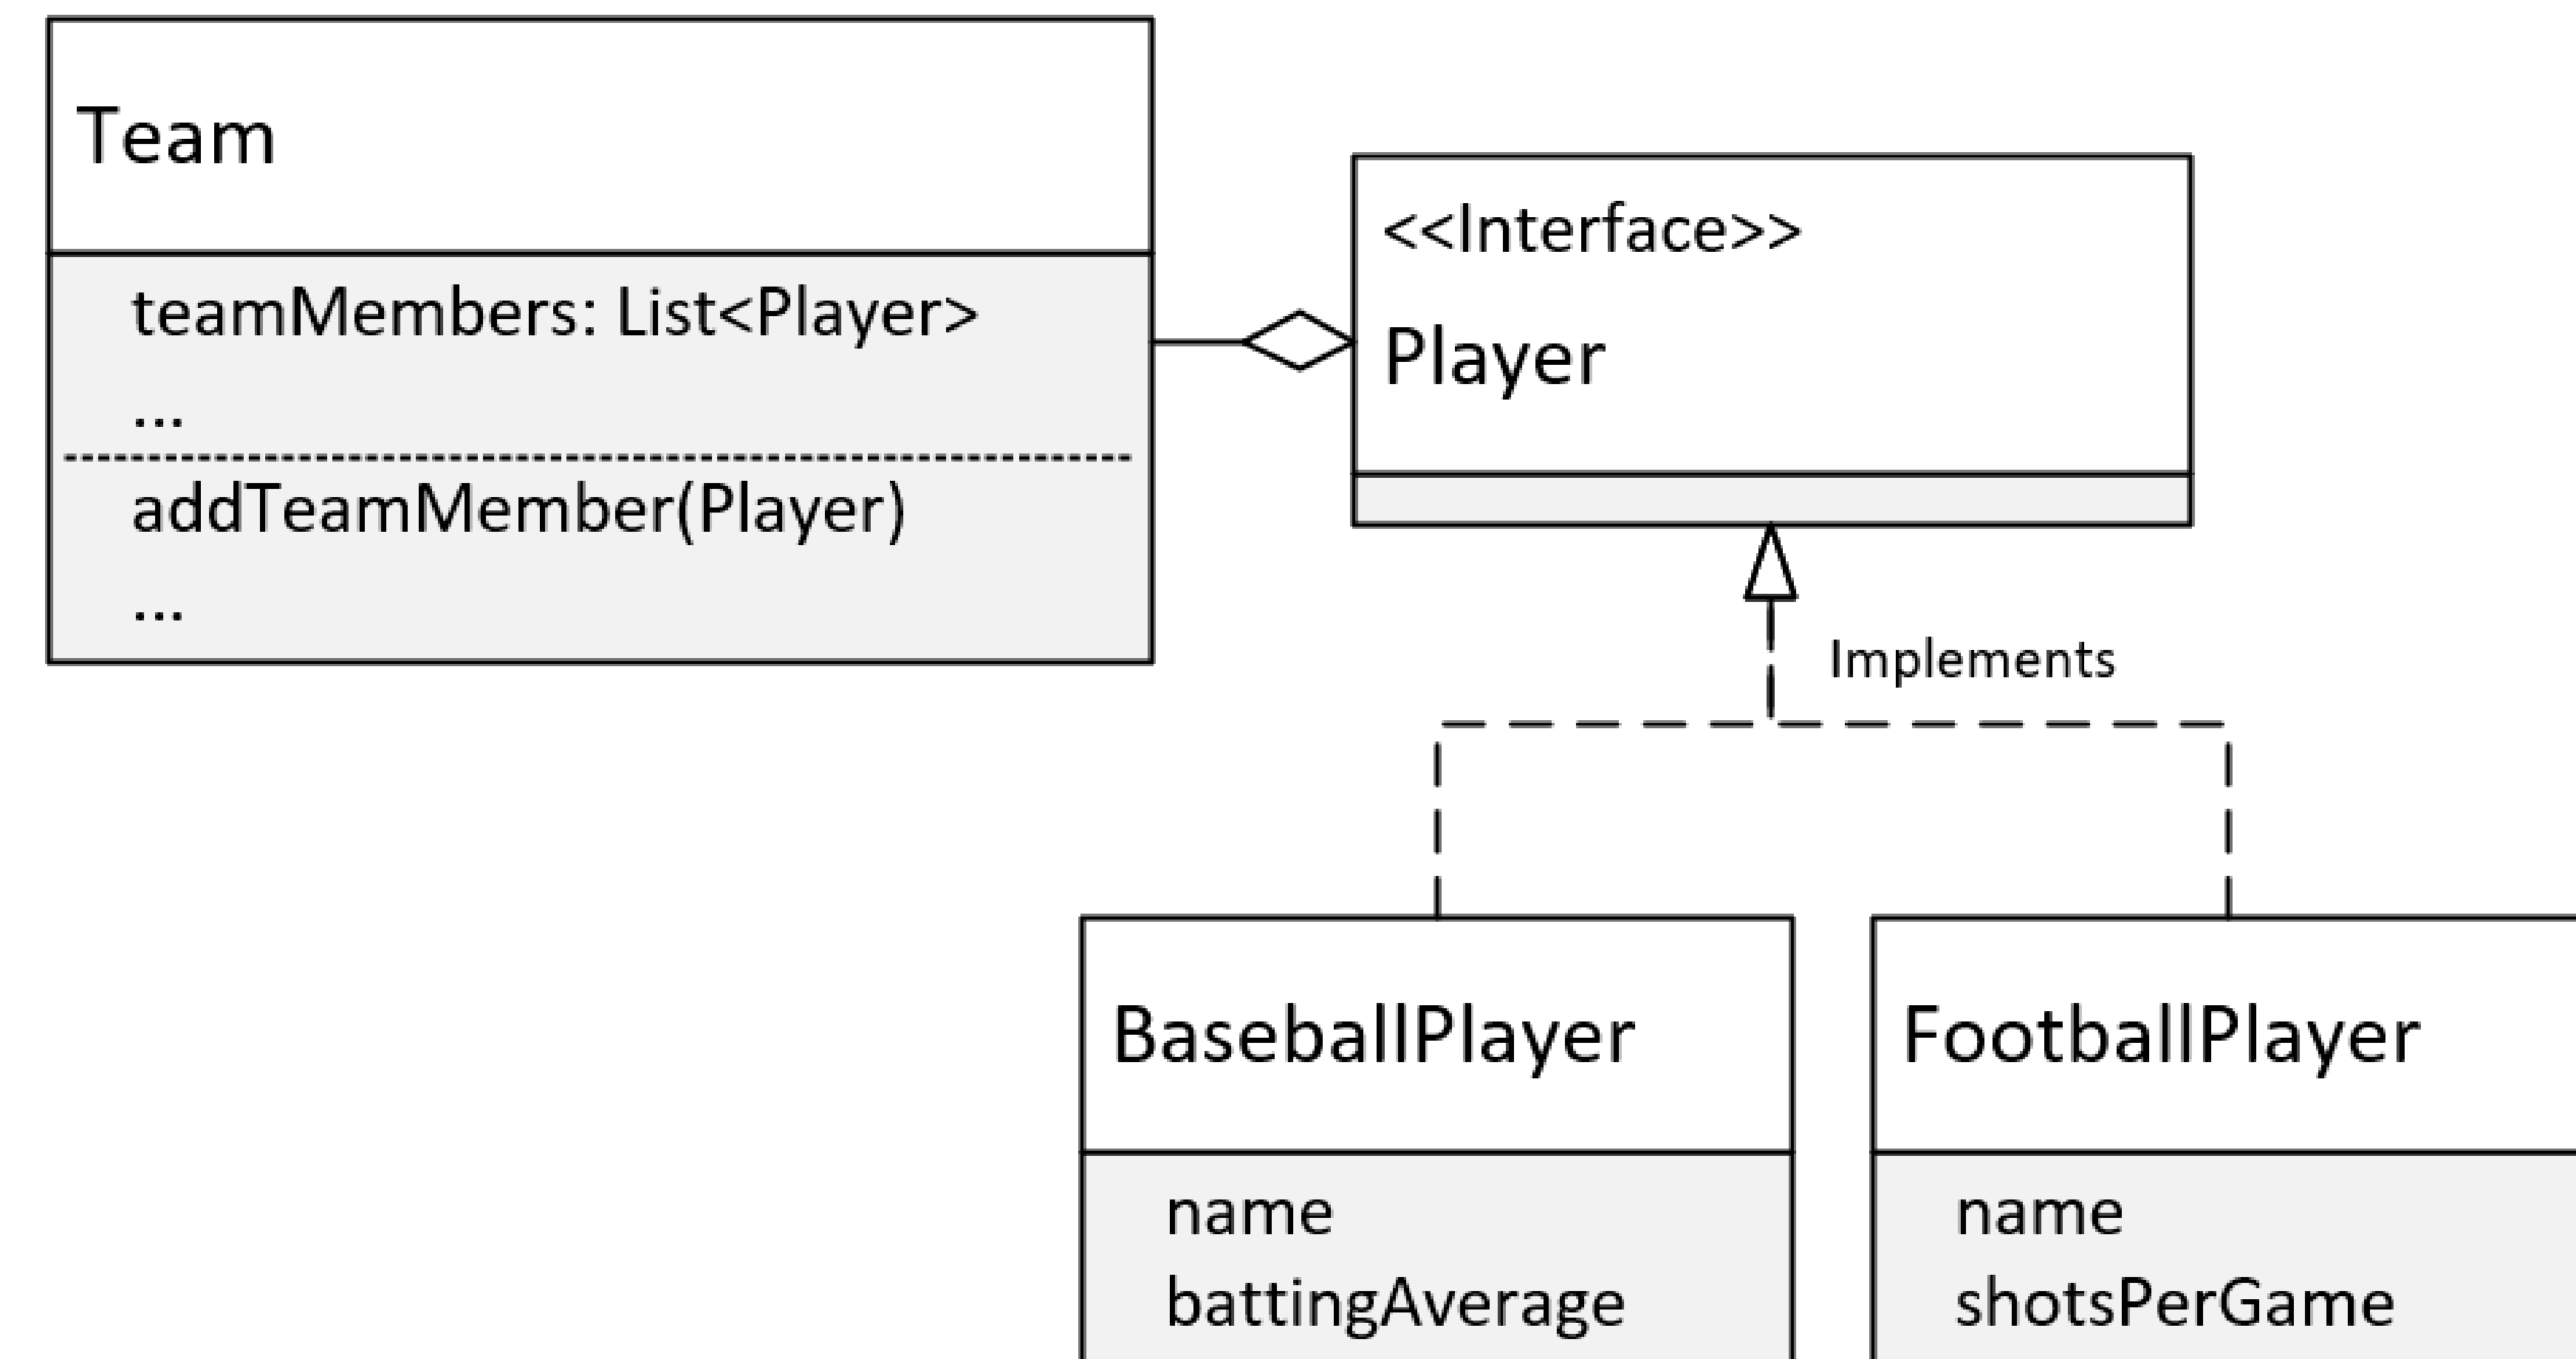 Team
teamMembers: List<Player>
...
addTeamMember(Player)
...
<<Interface>>
Player
Implements
BaseballPlayer
name
battingAverage
FootballPlayer
name
shotsPerGame